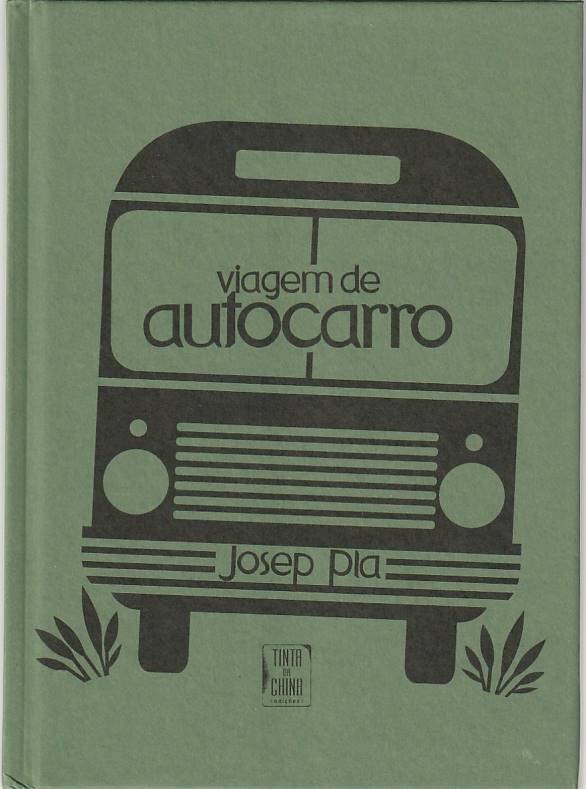 viagem de
autocarro
Josep Pla
TINTA
DA
CHINA
edições